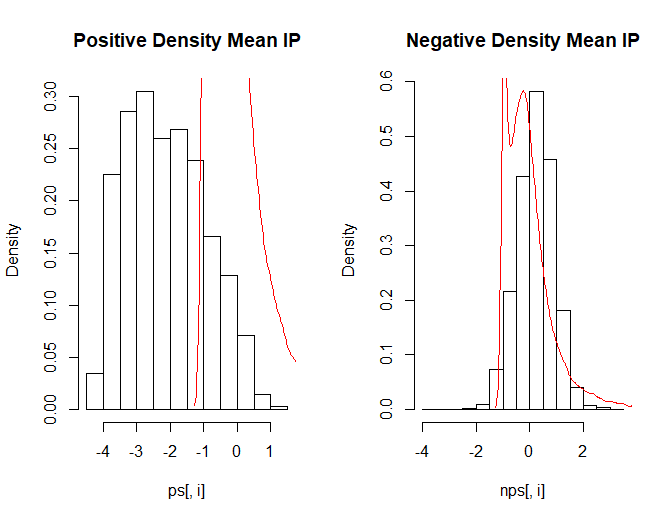 Positive Density Mean IP
Density
0.00 0.05 0.10 0.15 0.20 0.25 0.30
-4 -3 -2 -1 0 1
ps[, i]
Negative Density Mean IP
Density
0.0 0.1 0.2 0.3 0.4 0.5 0.6
-4 -2 0 2
nps[, i]